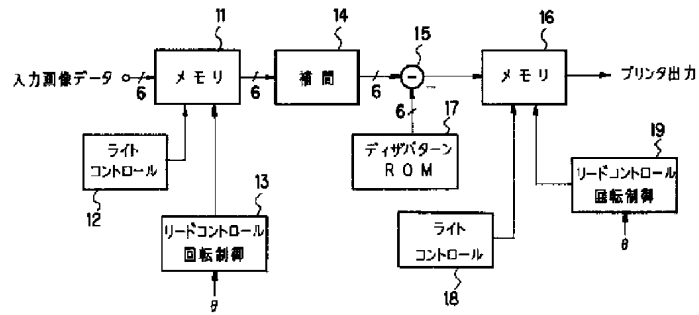 11
14
15
16
入力画像データ
6
メモリ
6
補間
6
メモリ
プリンタ出力
6
17
ディザパターン
ROM
ライト
コントロール
12
13
リードコントロール
回転制御
θ
ライト
コントロール
18
19
リードコントロール
回転制御
θ